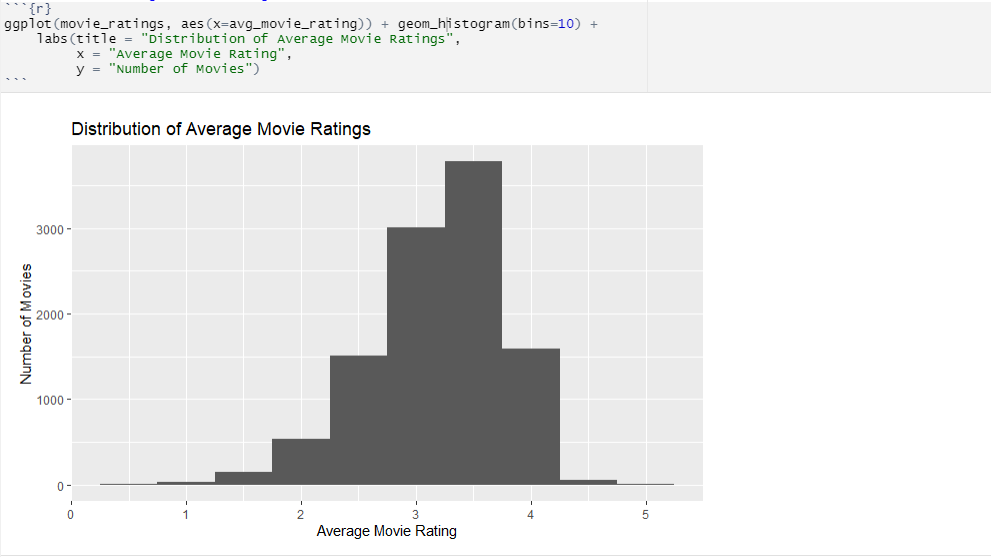 ```{r}
ggplot(movie_ratings, aes(x=avg_movie_rating)) + geom_histogram(bins=10) +
labs(title = "Distribution of Average Movie Ratings",
x = "Average Movie Rating",
y = "Number of Movies")
```
Distribution of Average Movie Ratings
Number of Movies
3000
2000
1000
0
0 1 2 3 4 5
Average Movie Rating